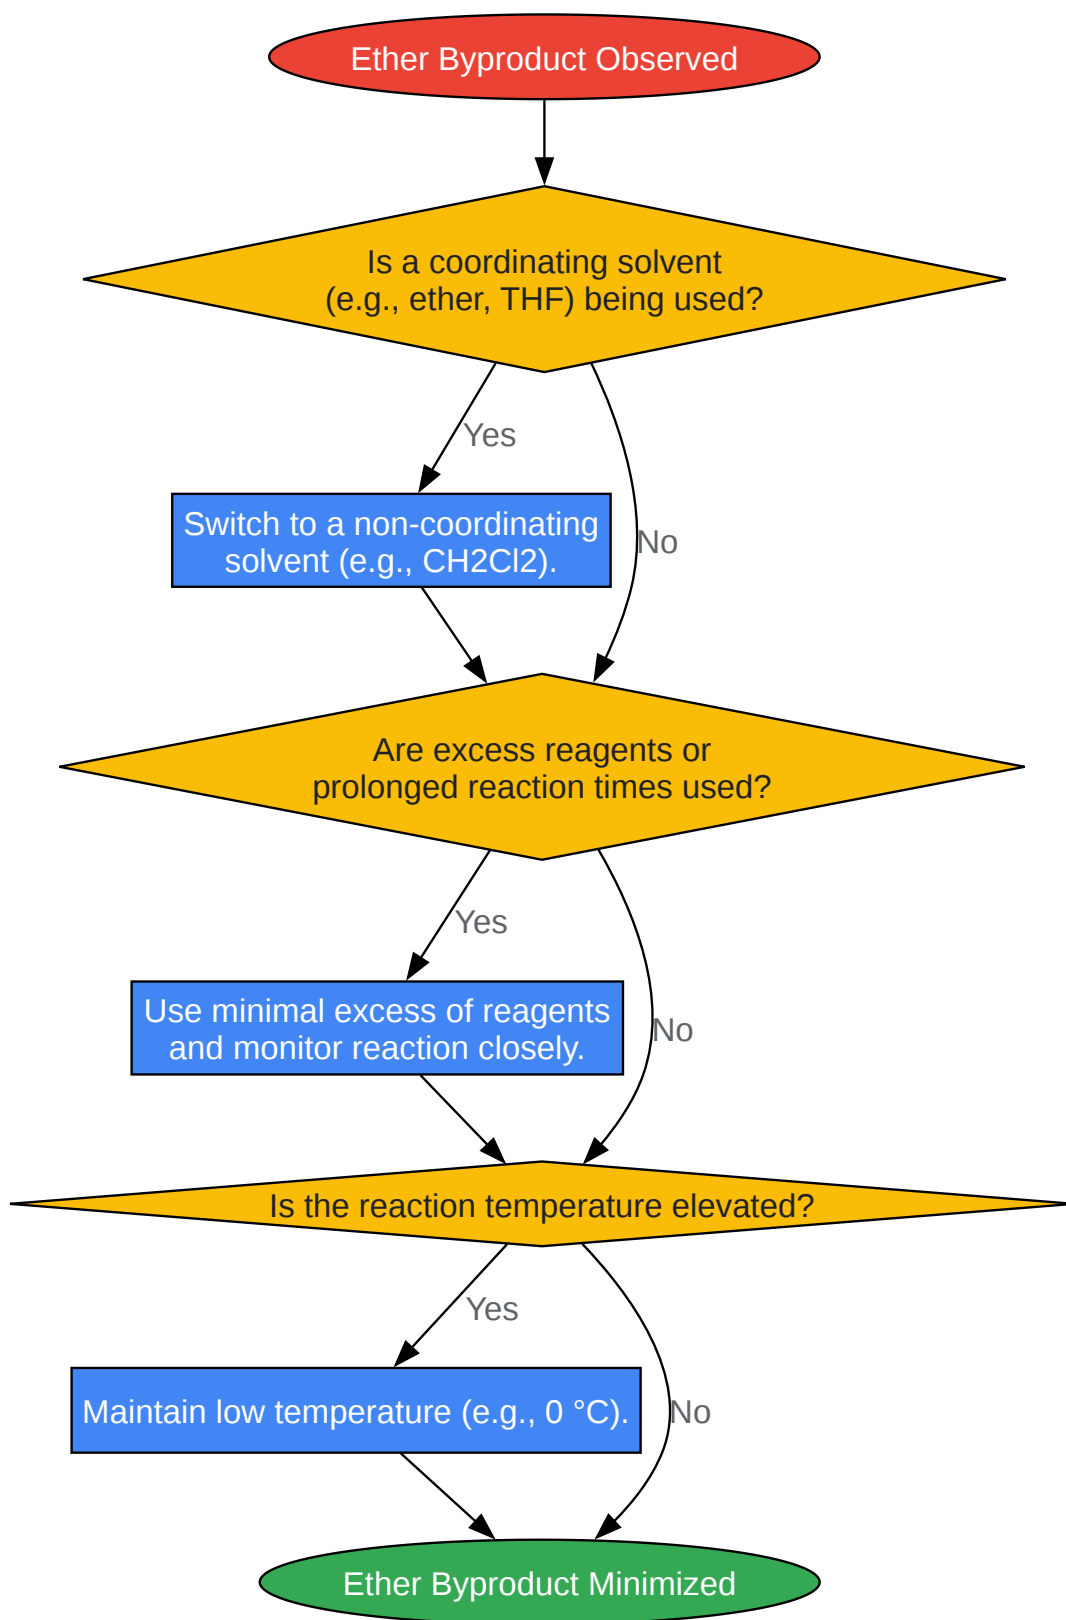 Ether Byproduct Observed
Is a coordinating solvent
(e.g., ether, THF) being used?
Yes
Switch to a non-coordinating
solvent (e.g., CH2Cl2).
No
Are excess reagents or
prolonged reaction times used?
Yes
Use minimal excess of reagents
and monitor reaction closely.
No
Is the reaction temperature elevated?
Yes
Maintain low temperature (e.g., 0 °C).
No
Ether Byproduct Minimized